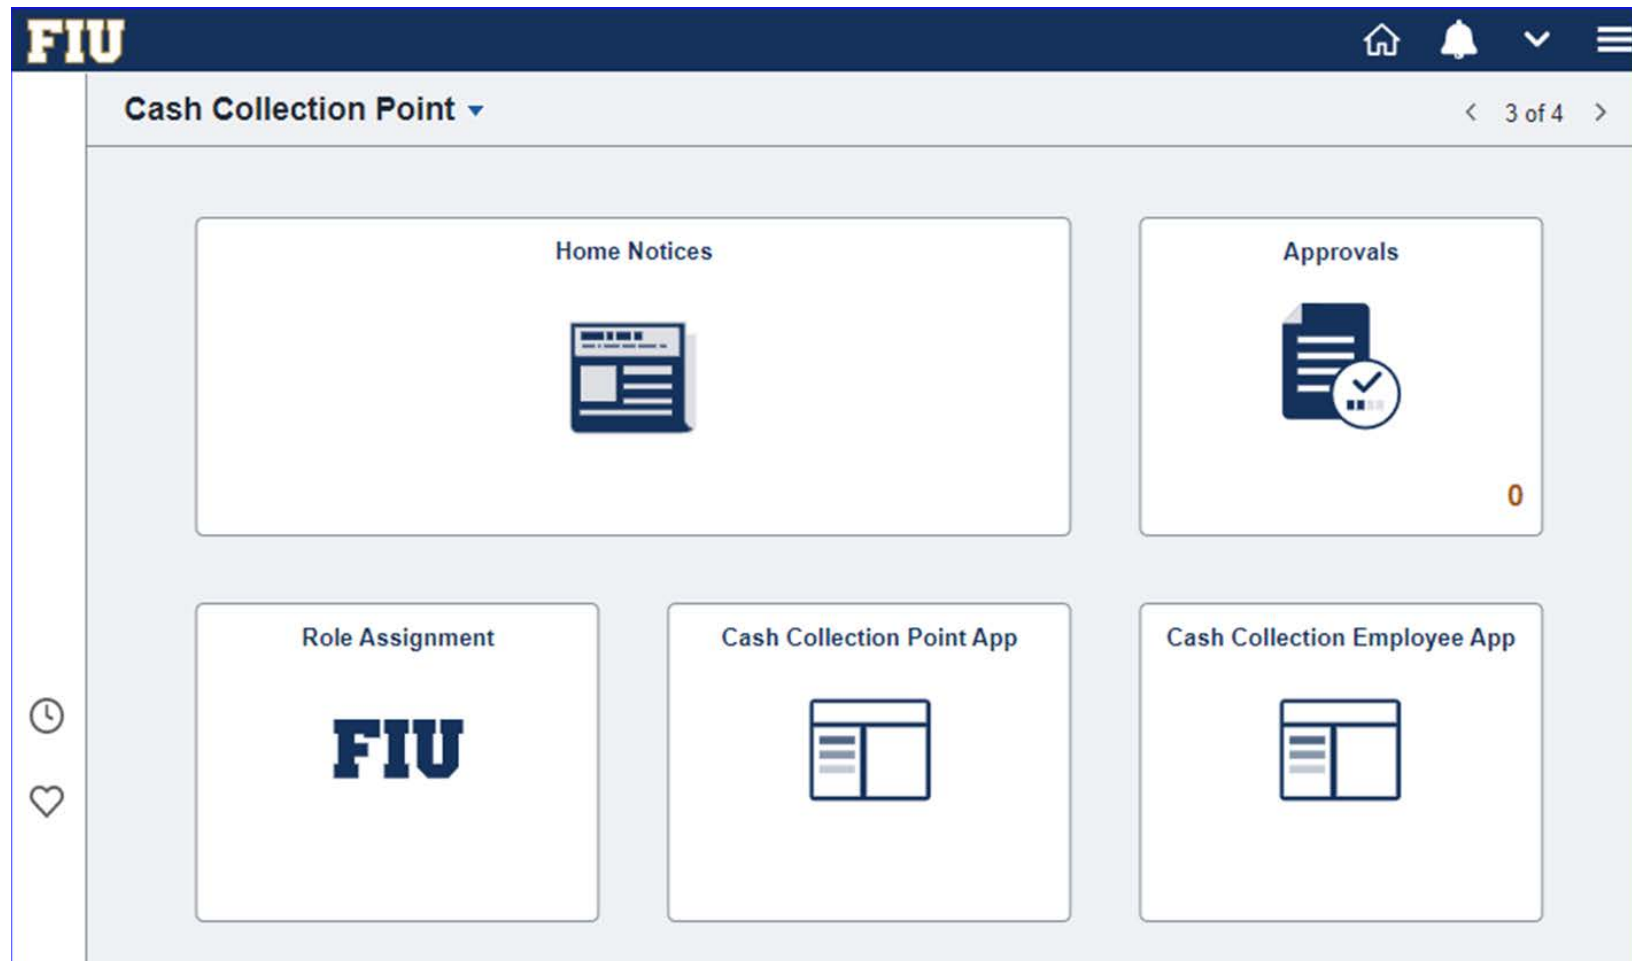 FIU
Cash Collection Point
3 of 4
Home Notices
Approvals
0
Role Assignment
FIU
Cash Collection Point App
Cash Collection Employee App